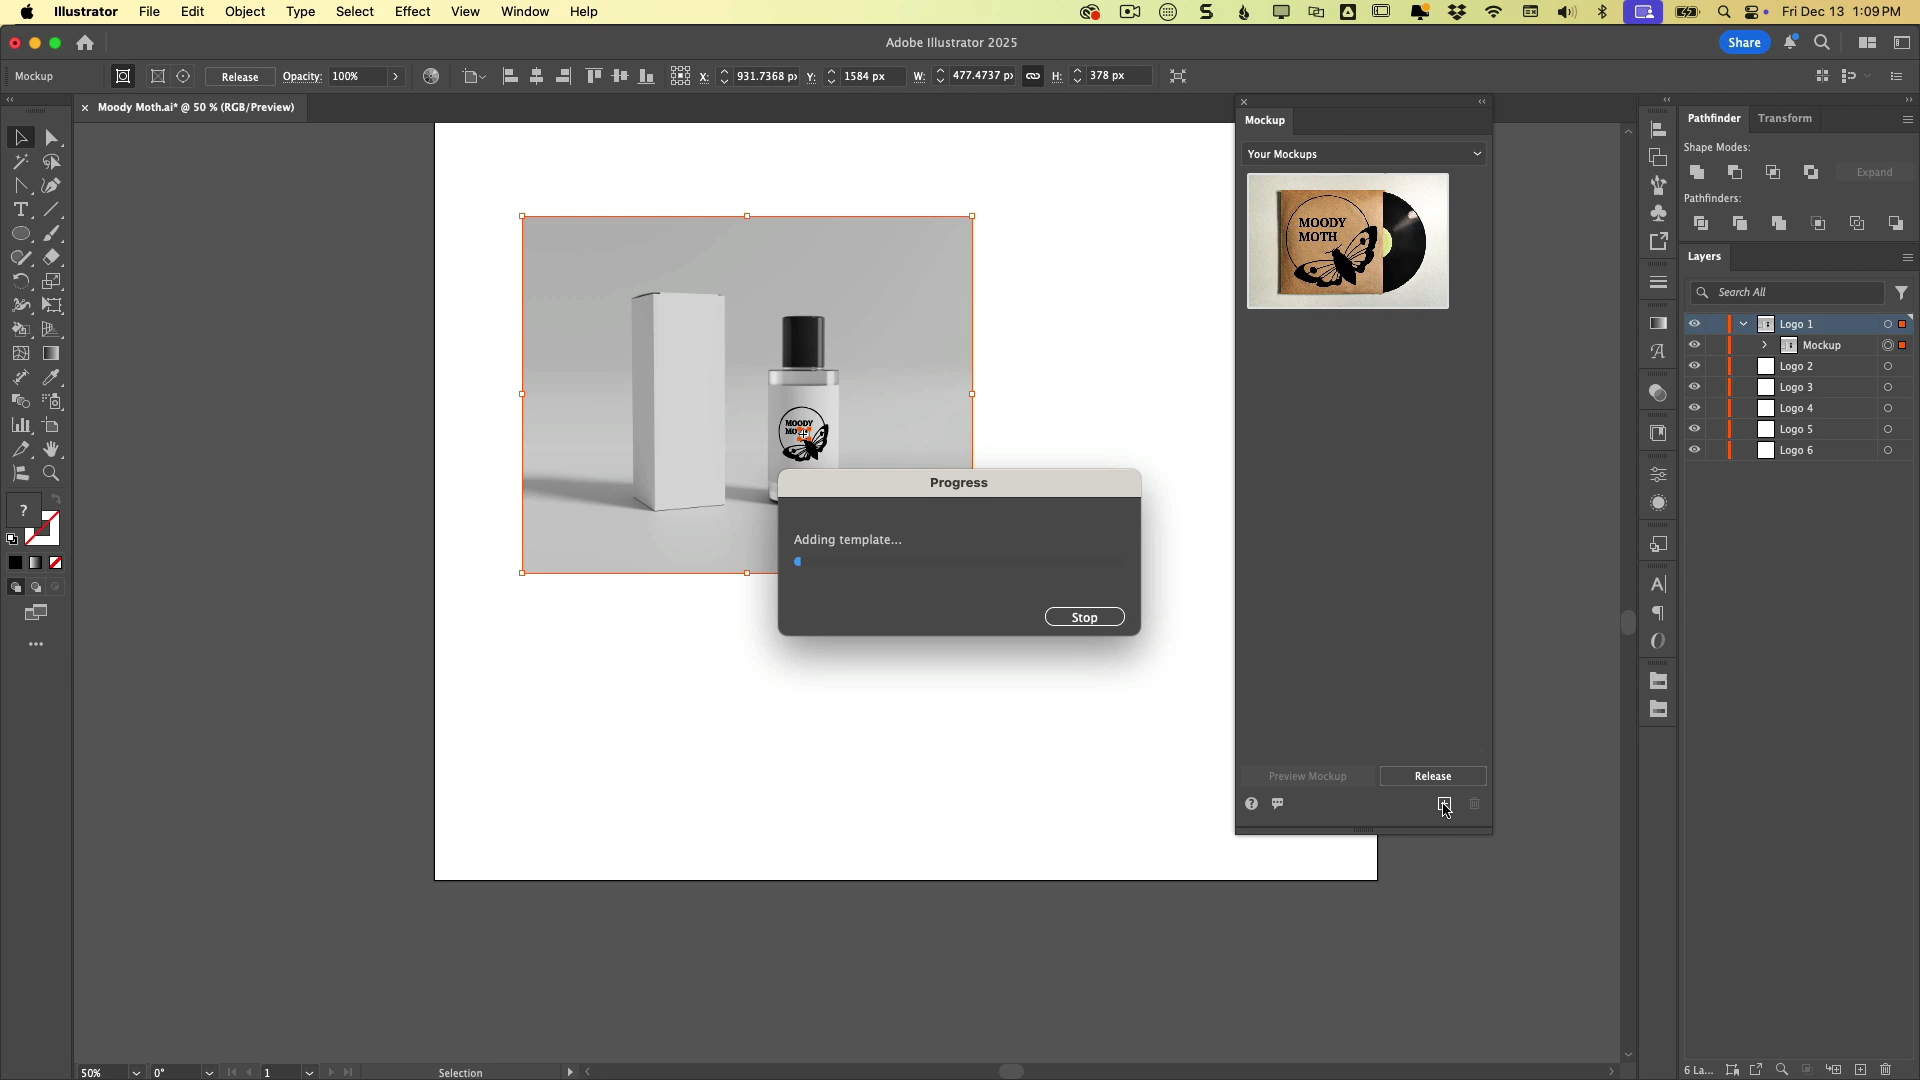 Illustrator File Edit Object Type Select Effect View Window Help
Fri Dec 13 1:09 PM
Adobe Illustrator 2025
Share
Mockup
Release
Opacity: 100%
X: 931.7368 px
Y: 1584 px
W: 477.4737 px
H: 378 px
Moody Moth.ai* @ 50 % (RGB/Preview)
Mockup
Your Mockups
MOODY
MOTH
MOODY
Progress
Adding template...
Stop
Preview Mockup
Release
Pathfinder
Transform
Shape Modes:
Expand
Pathfinders:
Layers
Search All
Logo 1
Mockup
Logo 2
Logo 3
Logo 4
Logo 5
Logo 6
50%
0°
1
Selection
6 La...